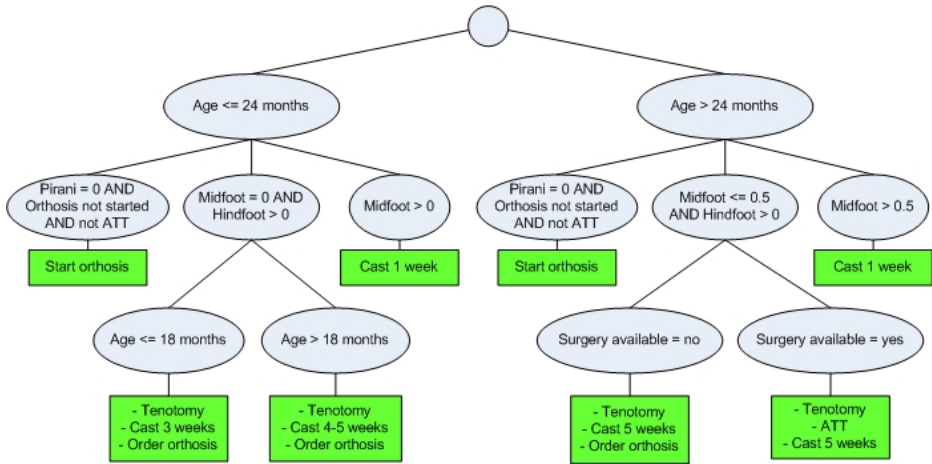 Age <= 24 months
Age > 24 months
Pirani = 0 AND
Orthosis not started
AND not ATT
Midfoot = 0 AND
Hindfoot > 0
Midfoot > 0
Pirani = 0 AND
Orthosis not started
AND not ATT
Midfoot <= 0.5
AND Hindfoot > 0
Midfoot > 0.5
Start orthosis
Cast 1 week
Start orthosis
Cast 1 week
Age <= 18 months
Age > 18 months
Surgery available = no
Surgery available = yes
- Tenotomy
- Cast 3 weeks
- Order orthosis
- Tenotomy
- Cast 4-5 weeks
- Order orthosis
- Tenotomy
- Cast 5 weeks
- Order orthosis
- Tenotomy
- ATT
- Cast 5 weeks